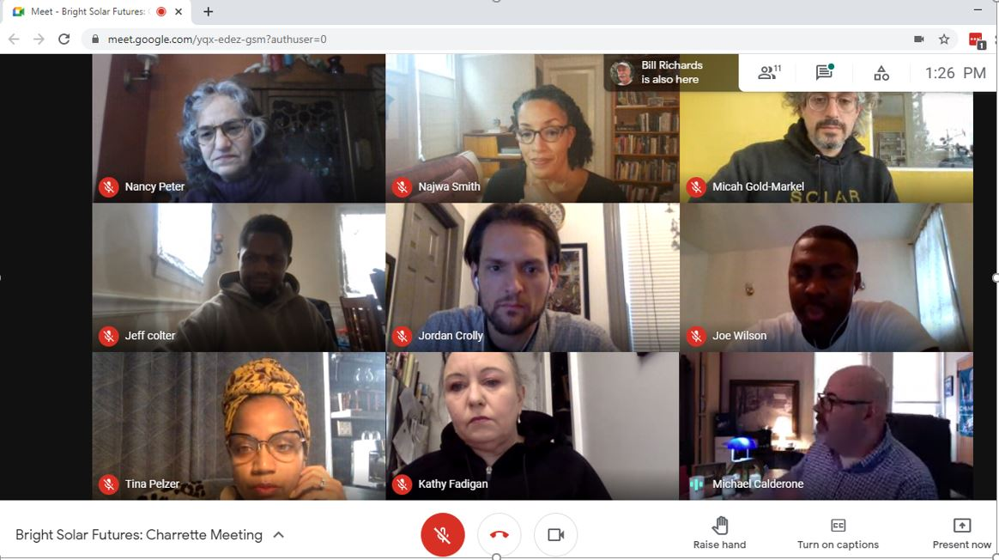 Meet - Bright Solar Futures:
meet.google.com/yqx-edez-gsm?authuser=0
1
Bill Richards
is also here
11
1:26 PM
Nancy Peter
Najwa Smith
Micah Gold-Markel
SOLAR
Jeff colter
Jordan Crolly
Joe Wilson
Tina Pelzer
Kathy Fadigan
Michael Calderone
Bright Solar Futures: Charrette Meeting
CC
Raise hand
Turn on captions
Present now